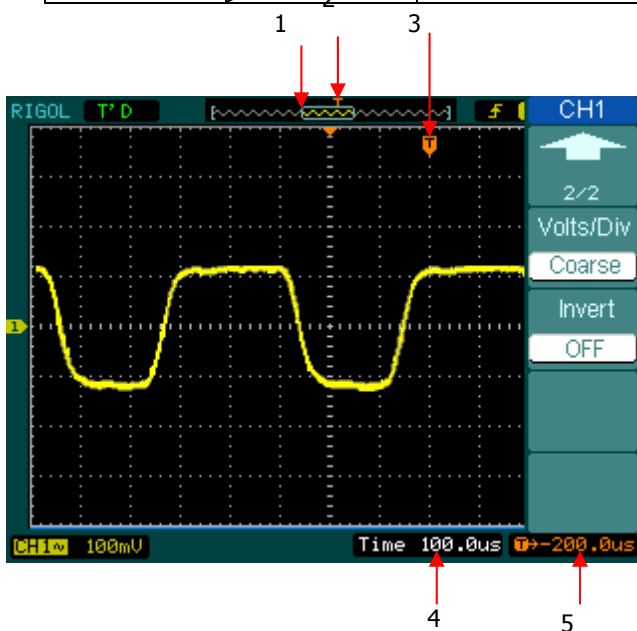 2
1 3
RIGOL T'D T CH1
T
2/2
Volts/Div
Coarse
Invert
1
OFF
CH1~ 100mV Time 100.0us T→-200.0us
4 5